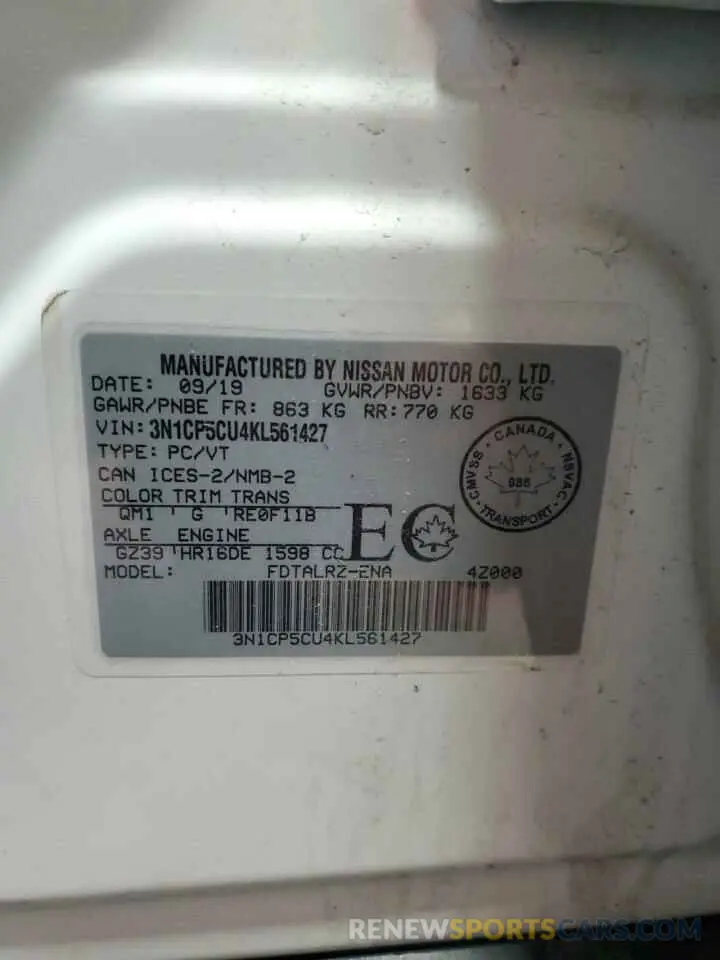 MANUFACTURED BY NISSAN MOTOR CO., LTD.
DATE: 09/19 GVWR/PNBV: 1633 KG
GAWR/PNBE FR: 863 KG RR: 770 KG
VIN: 3N1CP5CU4KL561427
TYPE: PC/VT
CAN ICES-2/NMB-2
COLOR TRIM TRANS
QM1 ' G 'RE0F11B
AXLE ENGINE
GZ39 'HR16DE 1598 CC
EC
MODEL: FDTALRZ-ENA 4Z000
3N1CP5CU4KL561427
CANADA
CMVSS
NSVAC
TRANSPORT
RENEWSPORTSCARS.COM